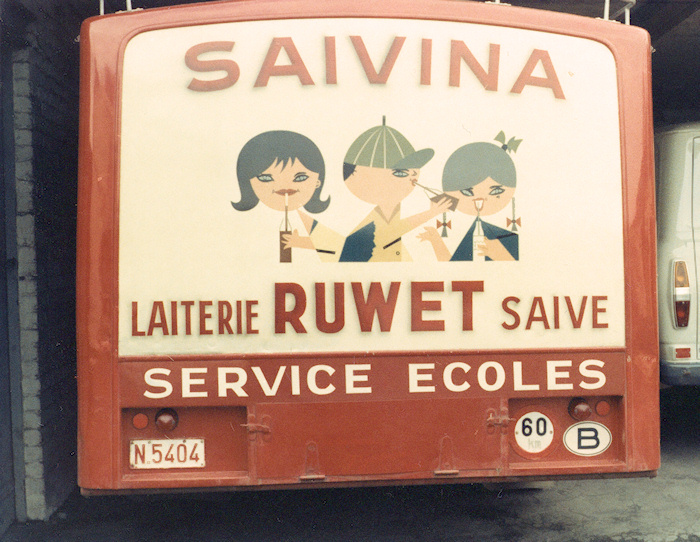 SAIVINA
LAITERIE RUWET SAIVE
SERVICE ECOLES
N.5404
60
km
B